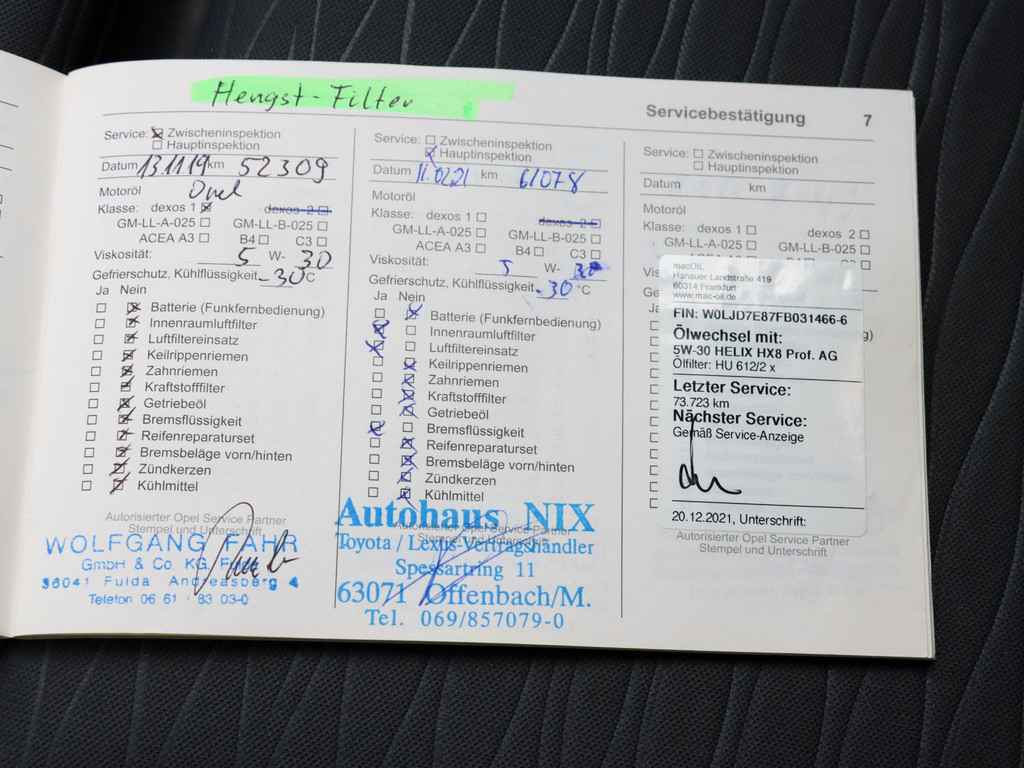 Hengst-Filter
Servicebestätigung 7
Service: Zwischeninspektion
Hauptinspektion
Datum 13.11.19 km 52309
Motoröl Opel
Klasse: dexos 1 dexos 2
GM-LL-A-025 GM-LL-B-025
ACEA A3 B4 C3
Viskosität: 5 W- 30
Gefrierschutz, Kühlflüssigkeit -30 °C
Ja Nein
Batterie (Funkfernbedienung)
Innenraumluftfilter
Luftfiltereinsatz
Keilrippenriemen
Zahnriemen
Kraftstofffilter
Getriebeöl
Bremsflüssigkeit
Reifenreparaturset
Bremsbeläge vorn/hinten
Zündkerzen
Kühlmittel
Autorisierter Opel Service Partner
Stempel und Unterschrift
WOLFGANG FAHR
GmbH & Co. KG
36041 Fulda Andreasberg 4
Telefon 06 61 · 83 03-0
Service: Zwischeninspektion
Hauptinspektion
Datum 11.02.21 km 61078
Motoröl
Klasse: dexos 1 dexos 2
GM-LL-A-025 GM-LL-B-025
ACEA A3 B4 C3
Viskosität: 5 W- 30
Gefrierschutz, Kühlflüssigkeit -30 °C
Ja Nein
Batterie (Funkfernbedienung)
Innenraumluftfilter
Luftfiltereinsatz
Keilrippenriemen
Zahnriemen
Kraftstofffilter
Getriebeöl
Bremsflüssigkeit
Reifenreparaturset
Bremsbeläge vorn/hinten
Zündkerzen
Kühlmittel
Autorisierter Opel Service Partner
Stempel und Unterschrift
Autohaus NIX
Toyota / Lexus-Vertragshändler
Spessartring 11
63071 Offenbach/M.
Tel. 069/857079-0
Service: Zwischeninspektion
Hauptinspektion
Datum km
Motoröl
Klasse: dexos 1 dexos 2
GM-LL-A-025 GM-LL-B-025
macOIL
Hanauer Landstraße 419
60314 Frankfurt
www.mac-oil.de
FIN: W0LJD7E87FB031466-6
Ölwechsel mit:
5W-30 HELIX HX8 Prof. AG
Ölfilter: HU 612/2 x
Letzter Service:
73.723 km
Nächster Service:
Gemäß Service-Anzeige
20.12.2021, Unterschrift:
Autorisierter Opel Service Partner
Stempel und Unterschrift